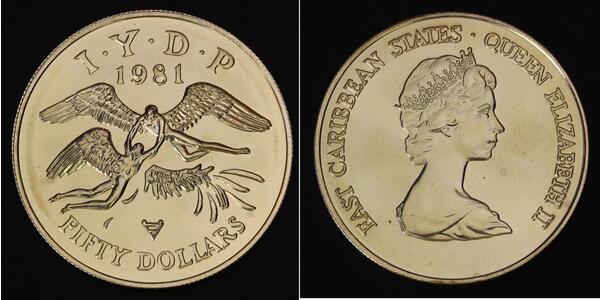 I · Y · D · P
1981
FIFTY DOLLARS
EAST CARIBBEAN STATES · QUEEN ELIZABETH II